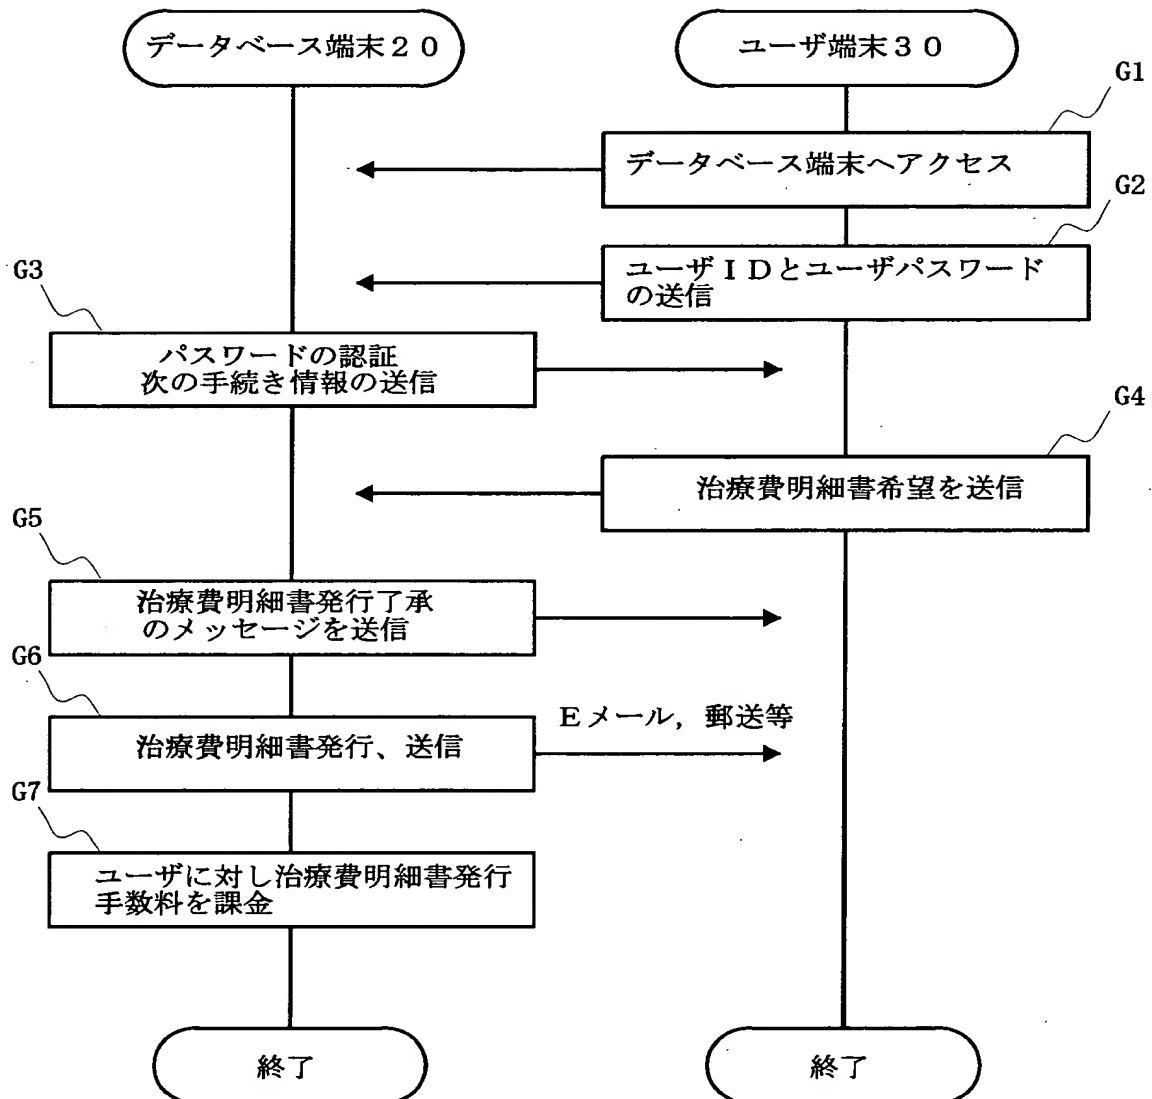 データベース端末２０
ユーザ端末３０
G1
データベース端末へアクセス
G2
ユーザＩＤとユーザパスワード
の送信
G3
パスワードの認証
次の手続き情報の送信
G4
治療費明細書希望を送信
G5
治療費明細書発行了承
のメッセージを送信
G6
Ｅメール，郵送等
治療費明細書発行、送信
G7
ユーザに対し治療費明細書発行
手数料を課金
終了
終了